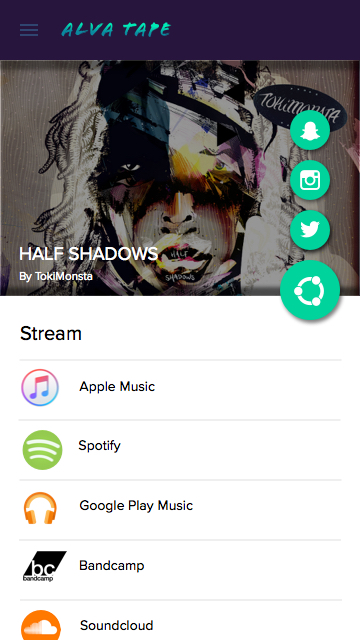 ALVA TAPE
TOKIMONSTA
HALF
SHADOWS
HALF SHADOWS
By TokiMonsta
Stream
Apple Music
Spotify
Google Play Music
bc
bandcamp
Bandcamp
Soundcloud